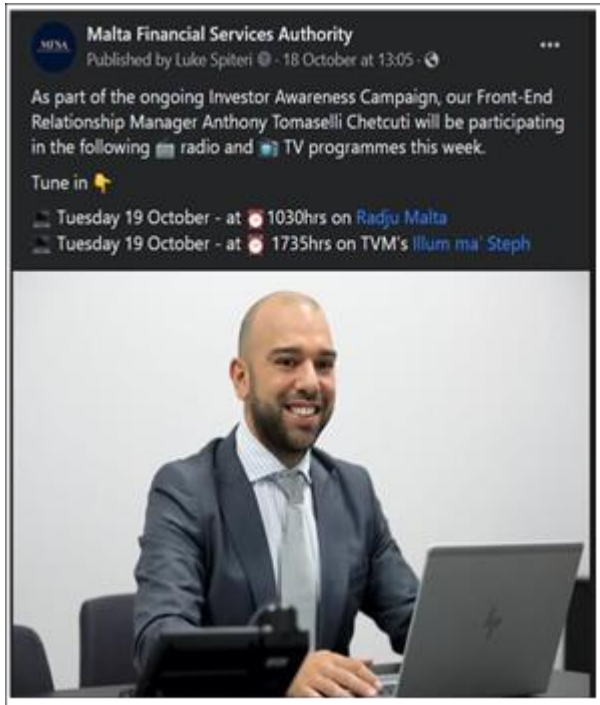 MFSA
Malta Financial Services Authority
Published by Luke Spiteri · 18 October at 13:05 ·
As part of the ongoing Investor Awareness Campaign, our Front-End
Relationship Manager Anthony Tomaselli Chetcuti will be participating
in the following 📻 radio and 📺 TV programmes this week.
Tune in 👇
Tuesday 19 October - at ⏰ 1030hrs on Radju Malta
Tuesday 19 October - at ⏰ 1735hrs on TVM's Illum ma' Steph
hp